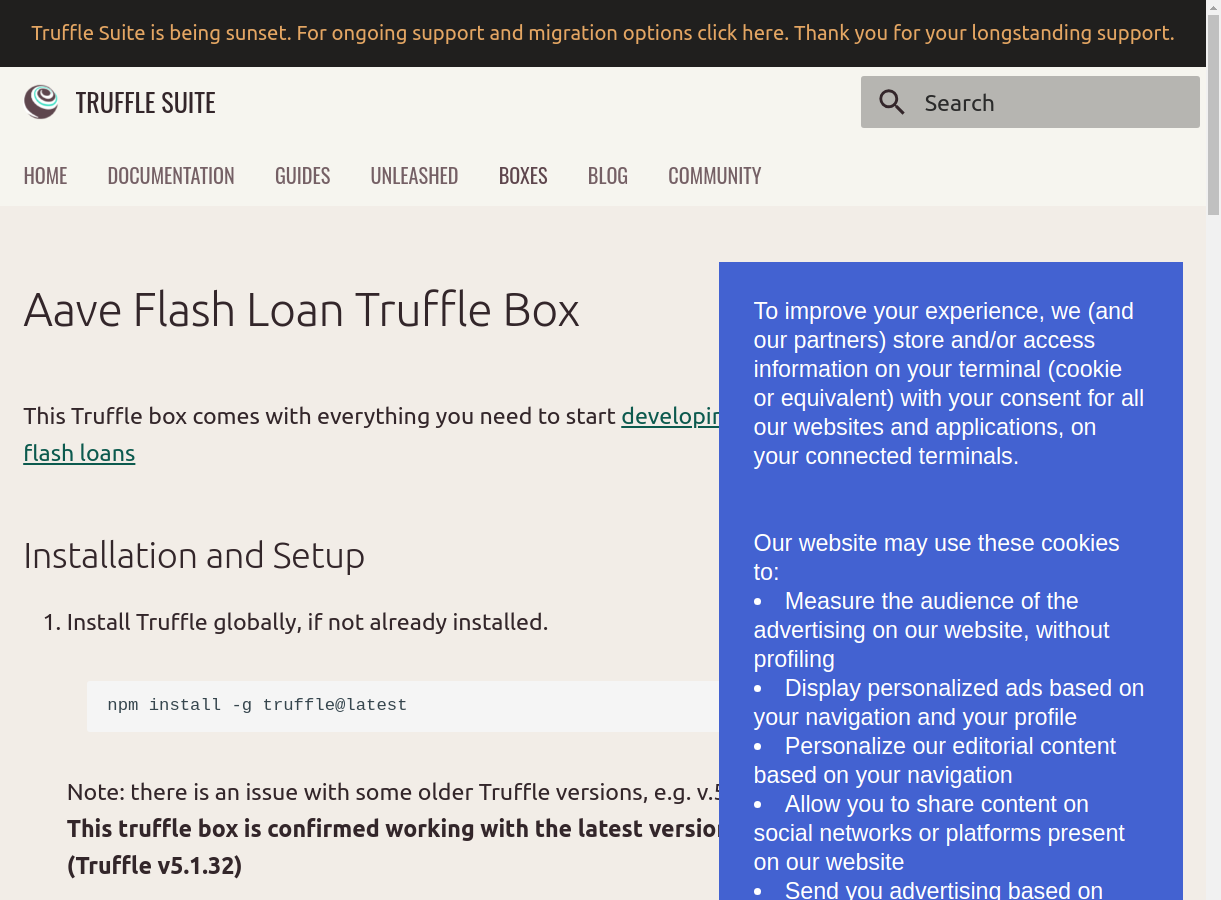 Truffle Suite is being sunset. For ongoing support and migration options click here. Thank you for your longstanding support.
TRUFFLE SUITE
Search
HOME DOCUMENTATION GUIDES UNLEASHED BOXES BLOG COMMUNITY
Aave Flash Loan Truffle Box
This Truffle box comes with everything you need to start
flash loans
Installation and Setup
1. Install Truffle globally, if not already installed.
npm install -g truffle@latest
Note: there is an issue with some older Truffle versions, e.g.
This truffle box is confirmed working with the latest
(Truffle v5.1.32)
To improve your experience, we (and
our partners) store and/or access
information on your terminal (cookie
or equivalent) with your consent for all
our websites and applications, on
your connected terminals.
Our website may use these cookies
to:
• Measure the audience of the
advertising on our website, without
profiling
• Display personalized ads based on
your navigation and your profile
• Personalize our editorial content
based on your navigation
• Allow you to share content on
social networks or platforms present
on our website
• Send you advertising based on